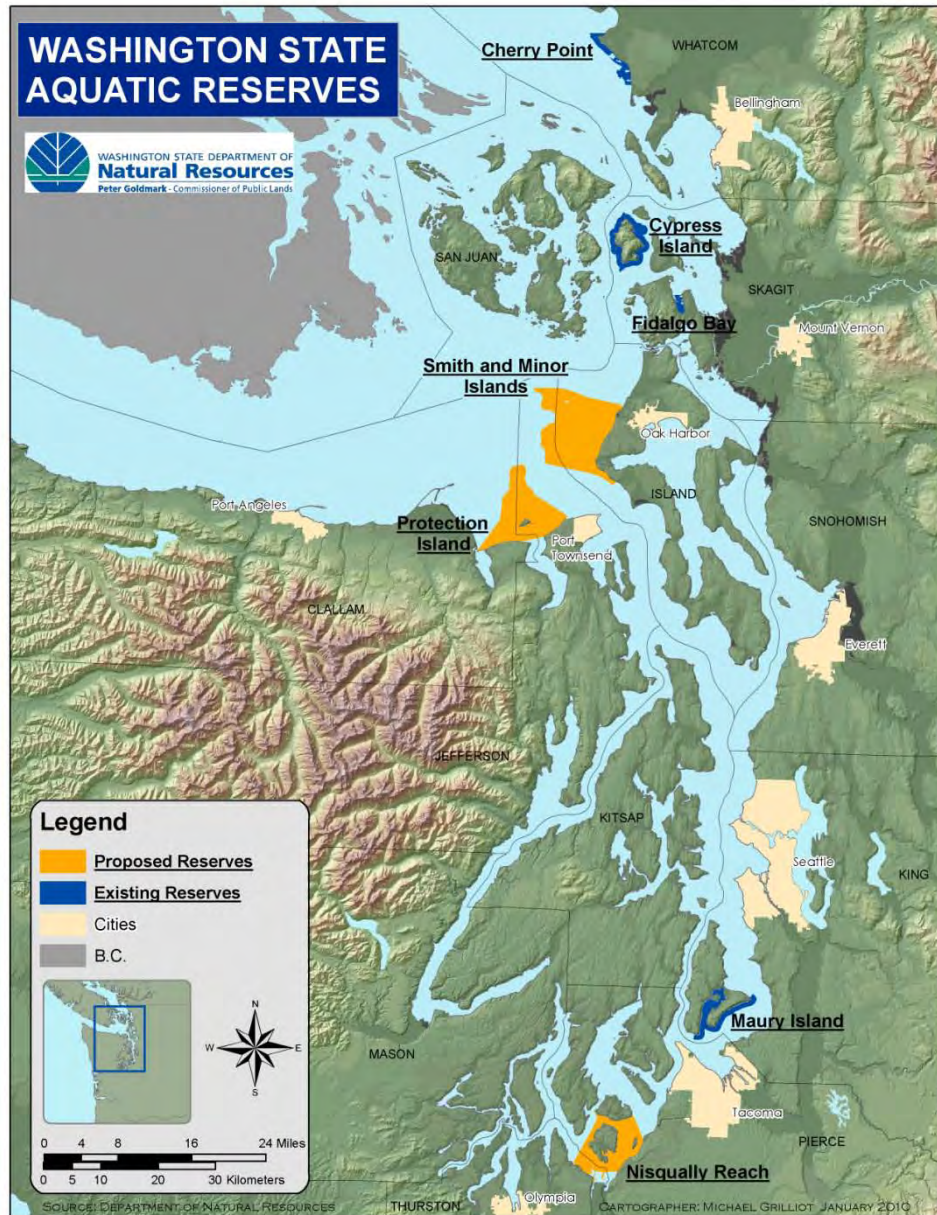 WASHINGTON STATE
AQUATIC RESERVES
WASHINGTON STATE DEPARTMENT OF
Natural Resources
Peter Goldmark - Commissioner of Public Lands
Cherry Point
WHATCOM
Bellingham
Cypress
Island
SAN JUAN
SKAGIT
Fidalgo Bay
Mount Vernon
Smith and Minor
Islands
Oak Harbor
ISLAND
Port Angeles
SNOHOMISH
Protection
Island
Port
Townsend
CLALLAM
Everett
JEFFERSON
KITSAP
Seattle
KING
Legend
Proposed Reserves
Existing Reserves
Cities
B.C.
N
W
E
S
Maury Island
MASON
Tacoma
0 4 8 16 24 Miles
0 5 10 20 30 Kilometers
PIERCE
Nisqually Reach
THURSTON
Olympia
SOURCE: DEPARTMENT OF NATURAL RESOURCES
CARTOGRAPHER: MICHAEL GRILLIOT JANUARY 2010